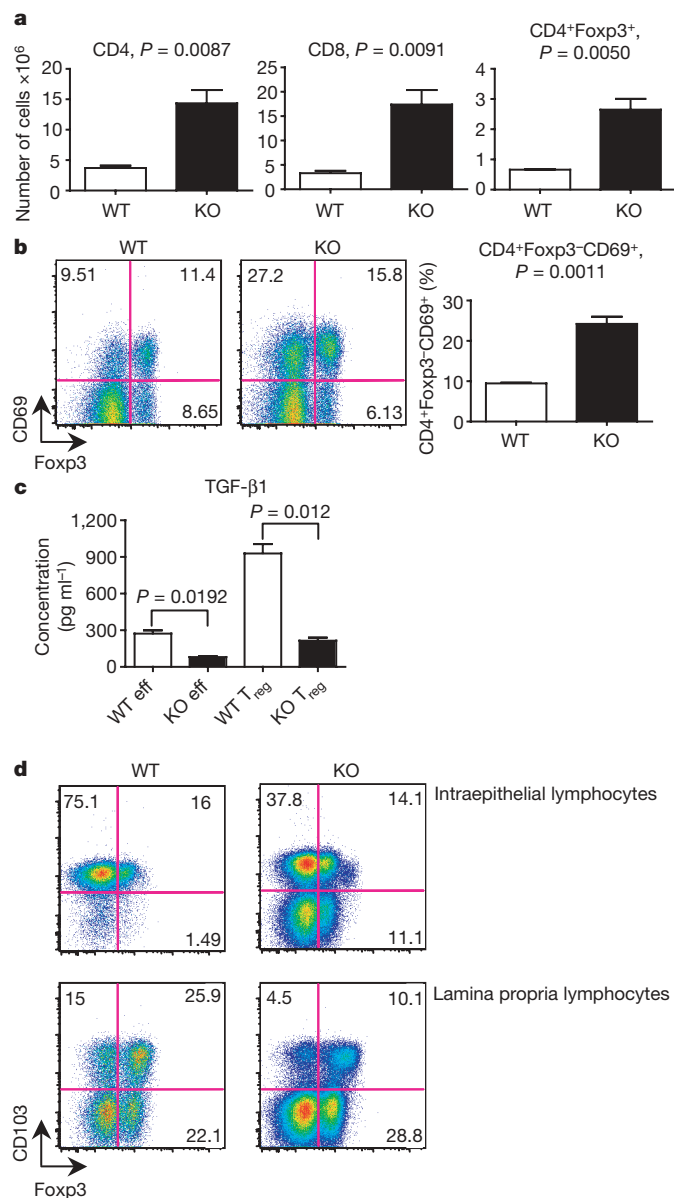 a
CD4, P = 0.0087
CD8, P = 0.0091
CD4+Foxp3+,
P = 0.0050
Number of cells ×10⁶
20
15
10
5
0
WT
KO
25
20
15
10
5
0
WT
KO
4
3
2
1
0
WT
KO
b
WT
KO
9.51
11.4
8.65
27.2
15.8
6.13
CD69
Foxp3
CD4⁺Foxp3⁻CD69⁺,
P = 0.0011
CD4⁺Foxp3⁻CD69⁺ (%)
30
20
10
0
WT
KO
c
TGF-β1
P = 0.012
P = 0.0192
Concentration
(pg ml⁻¹)
1,200
900
600
300
0
WT eff
KO eff
WT Treg
KO Treg
d
WT
KO
75.1
16
1.49
37.8
14.1
11.1
Intraepithelial lymphocytes
15
25.9
22.1
4.5
10.1
28.8
Lamina propria lymphocytes
CD103
Foxp3